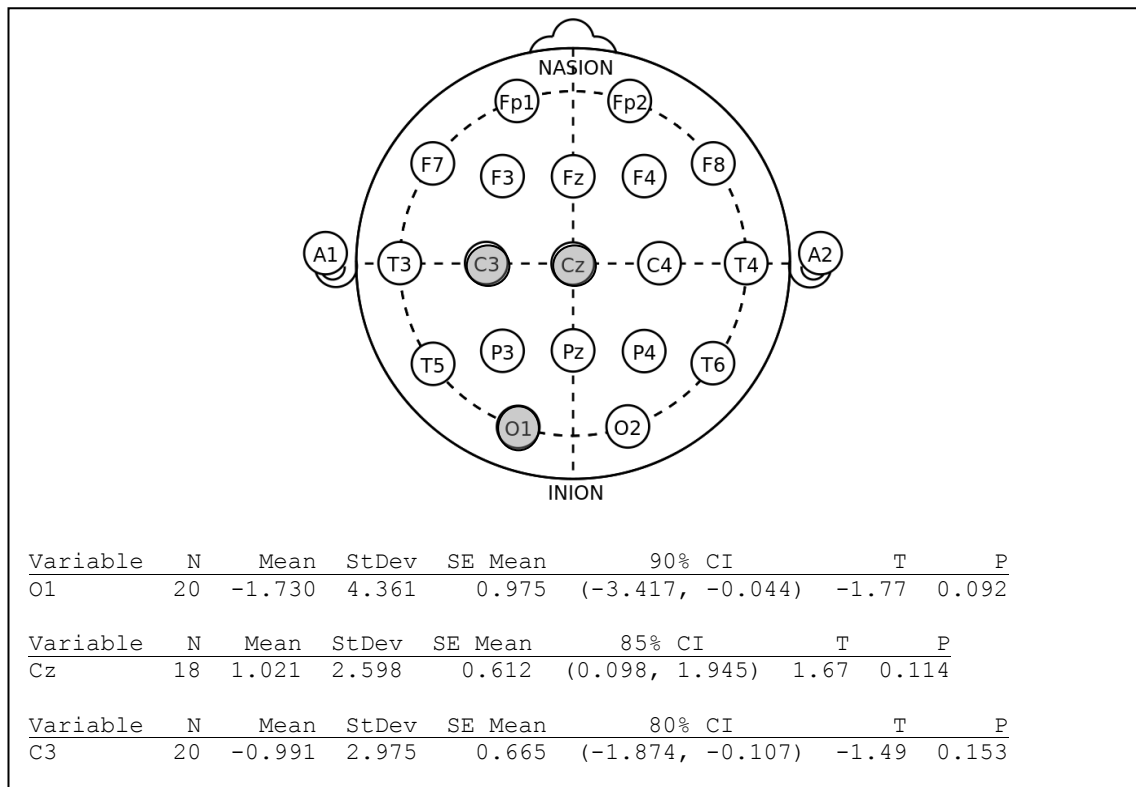 NASION
Fp1 Fp2
F7 F3 Fz F4 F8
A1 T3 C3 Cz C4 T4 A2
T5 P3 Pz P4 T6
O1 O2
INION
Variable N Mean StDev SE Mean 90% CI T P
O1 20 -1.730 4.361 0.975 (-3.417, -0.044) -1.77 0.092
Variable N Mean StDev SE Mean 85% CI T P
Cz 18 1.021 2.598 0.612 (0.098, 1.945) 1.67 0.114
Variable N Mean StDev SE Mean 80% CI T P
C3 20 -0.991 2.975 0.665 (-1.874, -0.107) -1.49 0.153